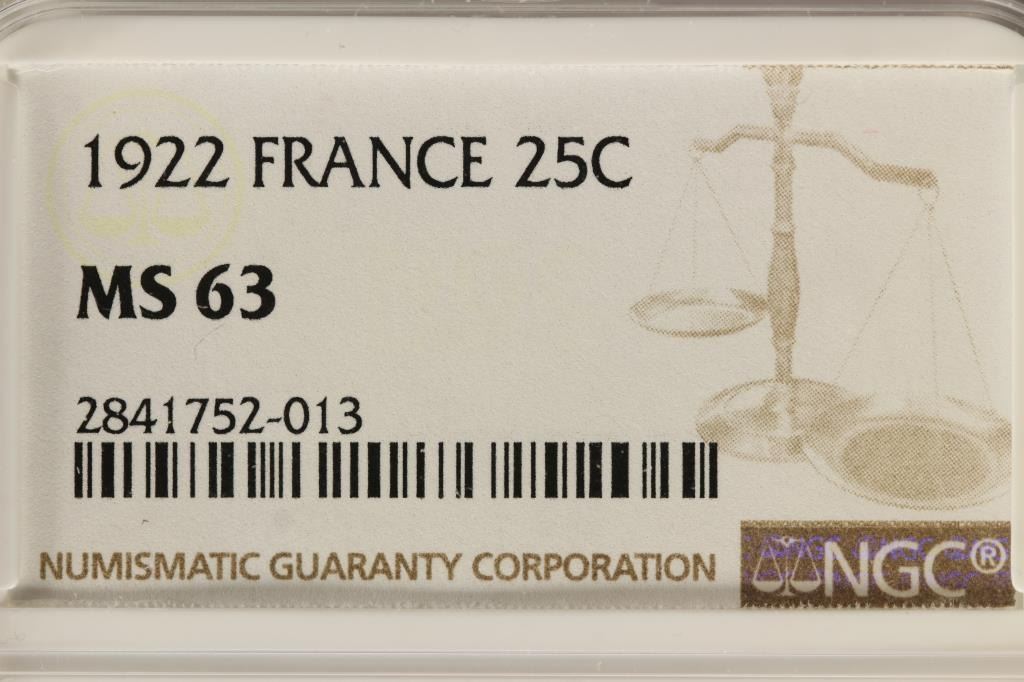 1922 FRANCE 25C
MS 63
2841752-013
NUMISMATIC GUARANTY CORPORATION
NGC®